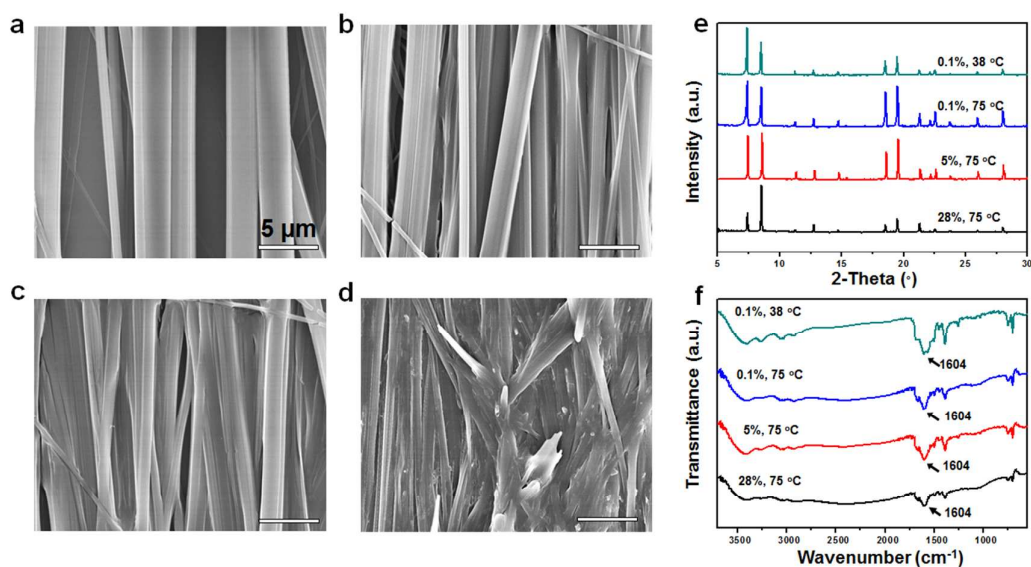 a
5 µm
b
c
d
e
0.1%, 38 °C
0.1%, 75 °C
5%, 75 °C
28%, 75 °C
Intensity (a.u.)
5 10 15 20 25 30
2-Theta (°)
f
0.1%, 38 °C
1604
0.1%, 75 °C
1604
5%, 75 °C
1604
28%, 75 °C
1604
Transmittance (a.u.)
3500 3000 2500 2000 1500 1000
Wavenumber (cm⁻¹)